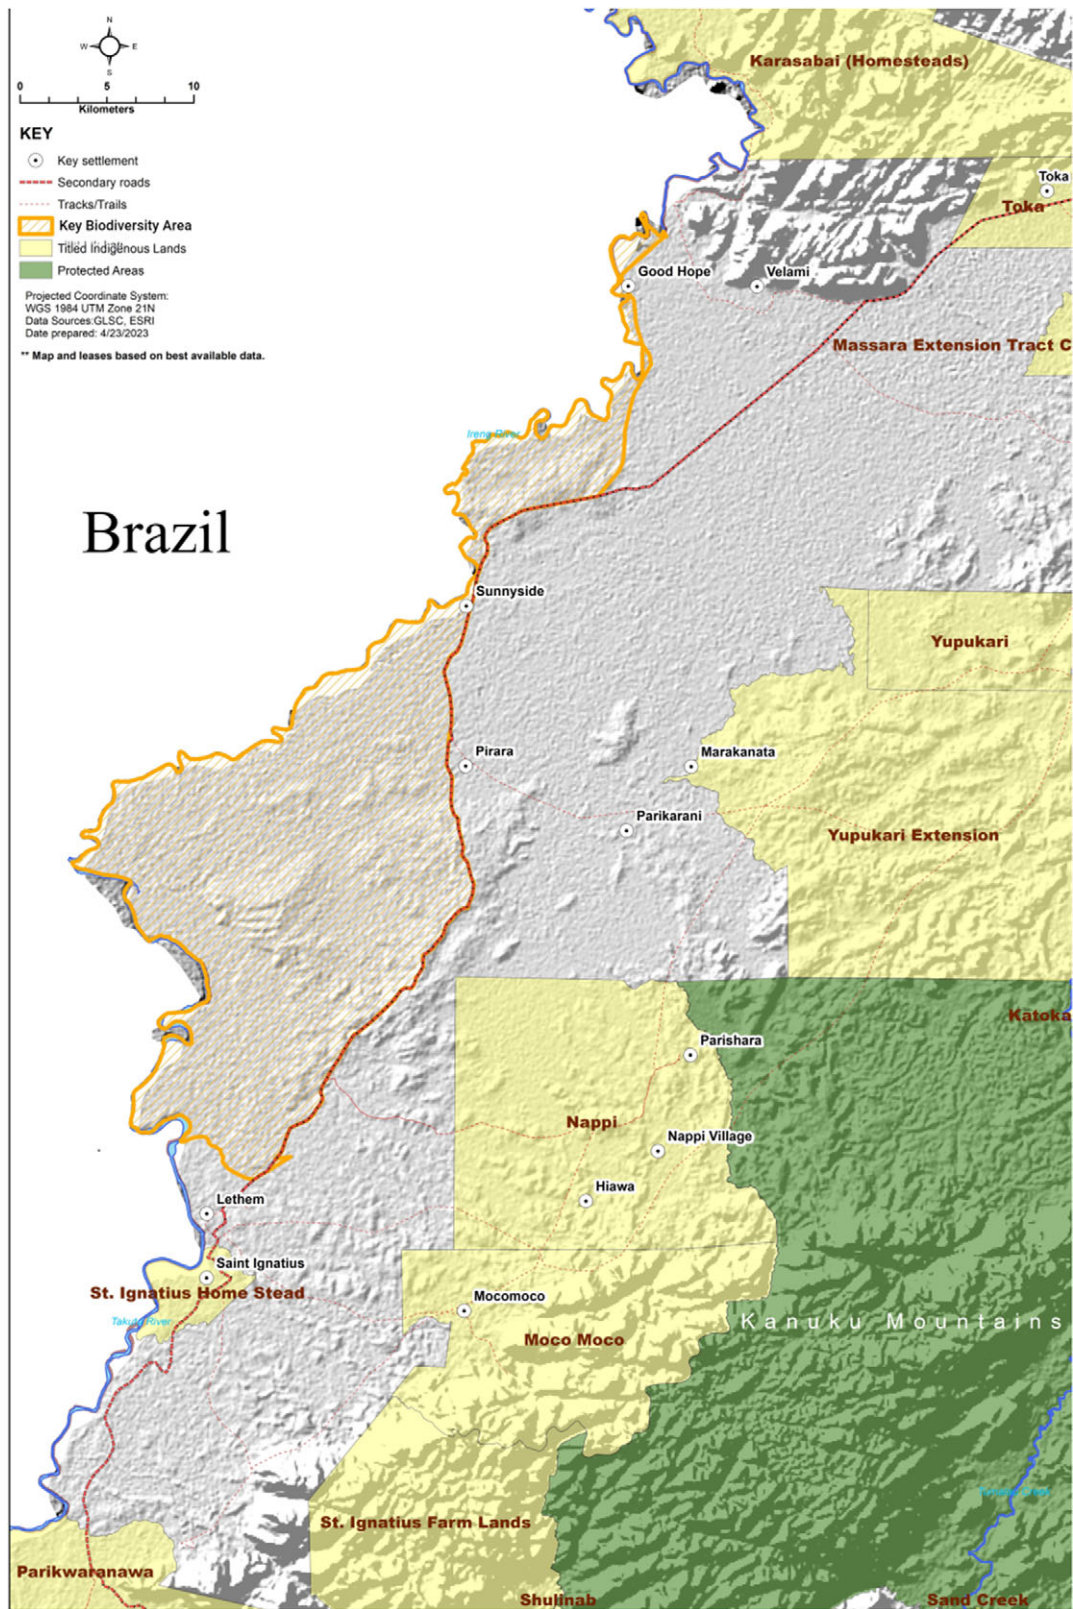 N
W E
S
0 5 10
Kilometers
KEY
Key settlement
Secondary roads
Tracks/Trails
Key Biodiversity Area
Titled Indigenous Lands
Protected Areas
Projected Coordinate System:
WGS 1984 UTM Zone 21N
Data Sources:GLSC, ESRI
Date prepared: 4/23/2023
** Map and leases based on best available data.
Karasabai (Homesteads)
Toka
Toka
Good Hope
Velami
Massara Extension Tract C
Ireng River
Brazil
Sunnyside
Yupukari
Pirara
Marakanata
Parikarani
Yupukari Extension
Katoka
Parishara
Nappi
Nappi Village
Hiawa
Lethem
Saint Ignatius
St. Ignatius Home Stead
Mocomoco
Takutu River
Kanuku Mountains
Moco Moco
St. Ignatius Farm Lands
Parikwaranawa
Shulinab
Sand Creek